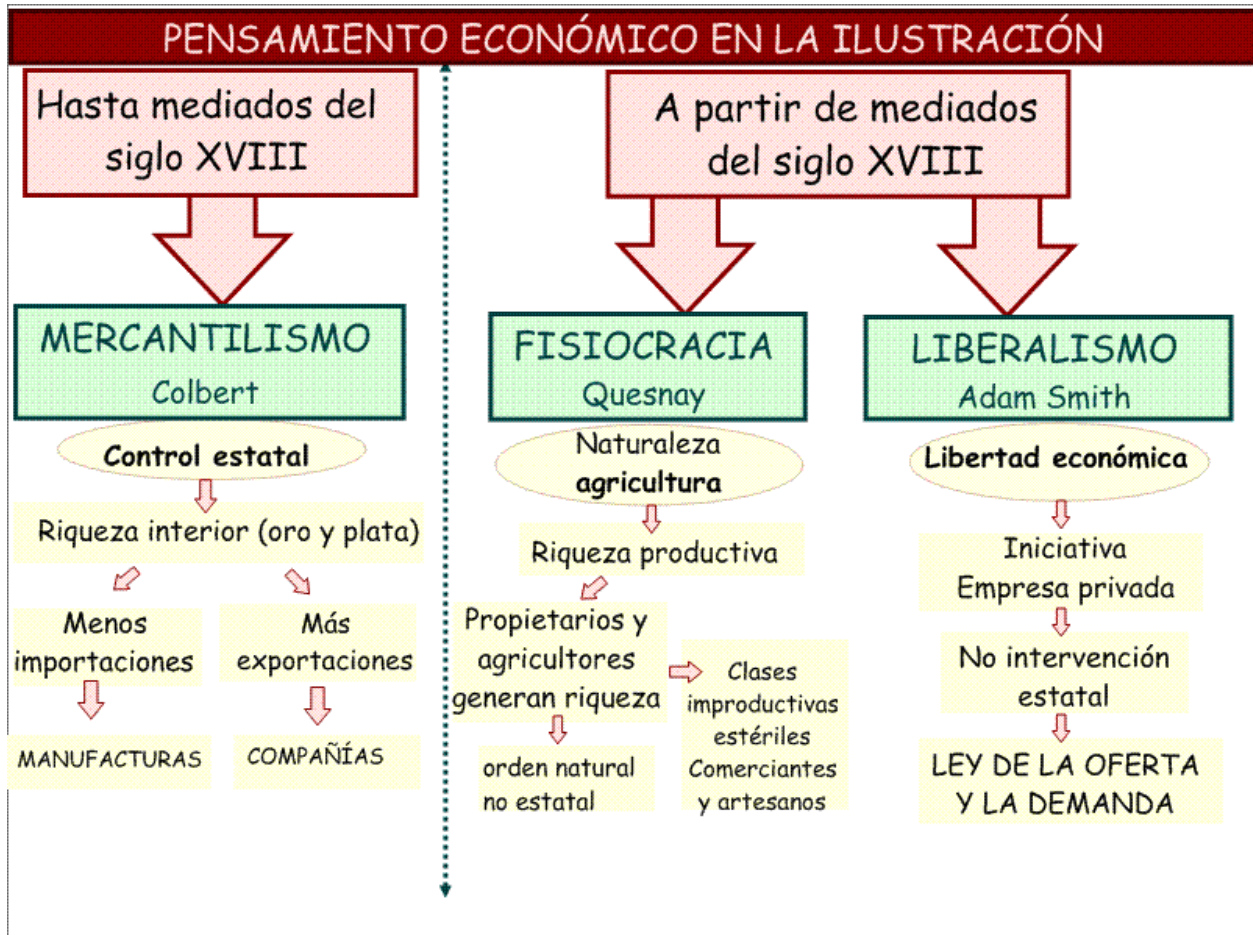 PENSAMIENTO ECONÓMICO EN LA ILUSTRACIÓN
Hasta mediados del
siglo XVIII
MERCANTILISMO
Colbert
Control estatal
Riqueza interior (oro y plata)
Menos
importaciones
MANUFACTURAS
Más
exportaciones
COMPAÑÍAS
A partir de mediados
del siglo XVIII
FISIOCRACIA
Quesnay
Naturaleza
agricultura
Riqueza productiva
Propietarios y
agricultores
generan riqueza
orden natural
no estatal
Clases
improductivas
estériles
Comerciantes
y artesanos
LIBERALISMO
Adam Smith
Libertad económica
Iniciativa
Empresa privada
No intervención
estatal
LEY DE LA OFERTA
Y LA DEMANDA